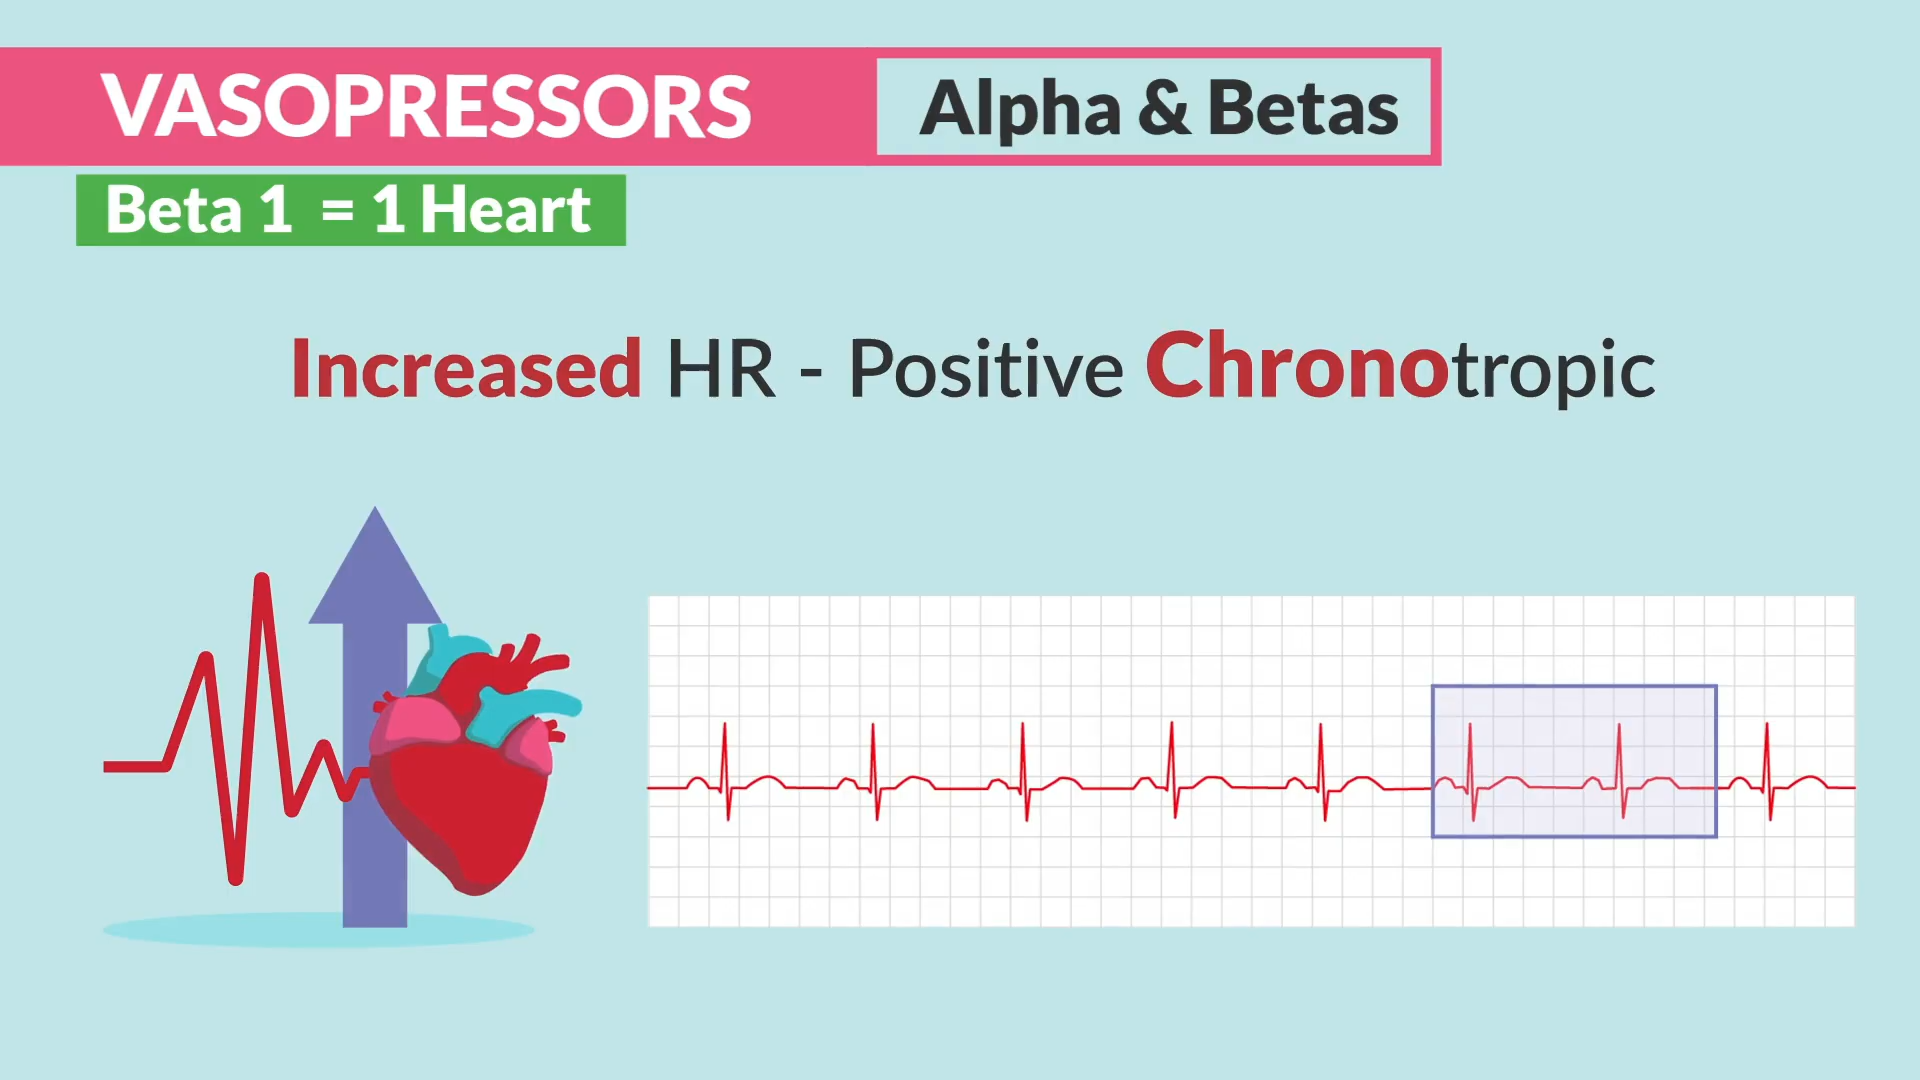 VASOPRESSORS
Alpha & Betas
Beta 1 = 1 Heart
Increased HR - Positive Chronotropic